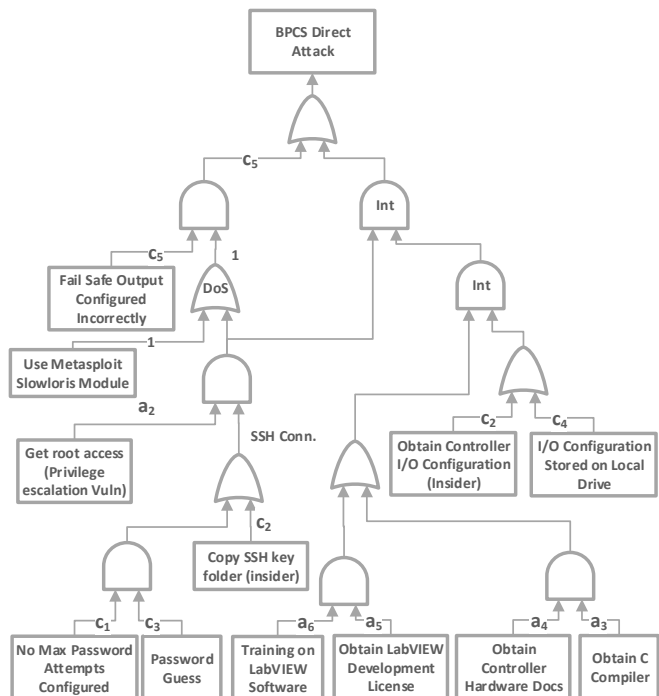 BPCS Direct
Attack
c5
Int
c5
1
Fail Safe Output
Configured
Incorrectly
DoS
Int
1
Use Metasploit
Slowloris Module
a2
SSH Conn.
c2
c4
Get root access
(Privilege
escalation Vuln)
Obtain Controller
I/O Configuration
(Insider)
I/O Configuration
Stored on Local
Drive
c2
Copy SSH key
folder (insider)
c1
c3
a6
a5
a4
a3
No Max Password
Attempts
Configured
Password
Guess
Training on
LabVIEW
Software
Obtain LabVIEW
Development
License
Obtain
Controller
Hardware Docs
Obtain C
Compiler